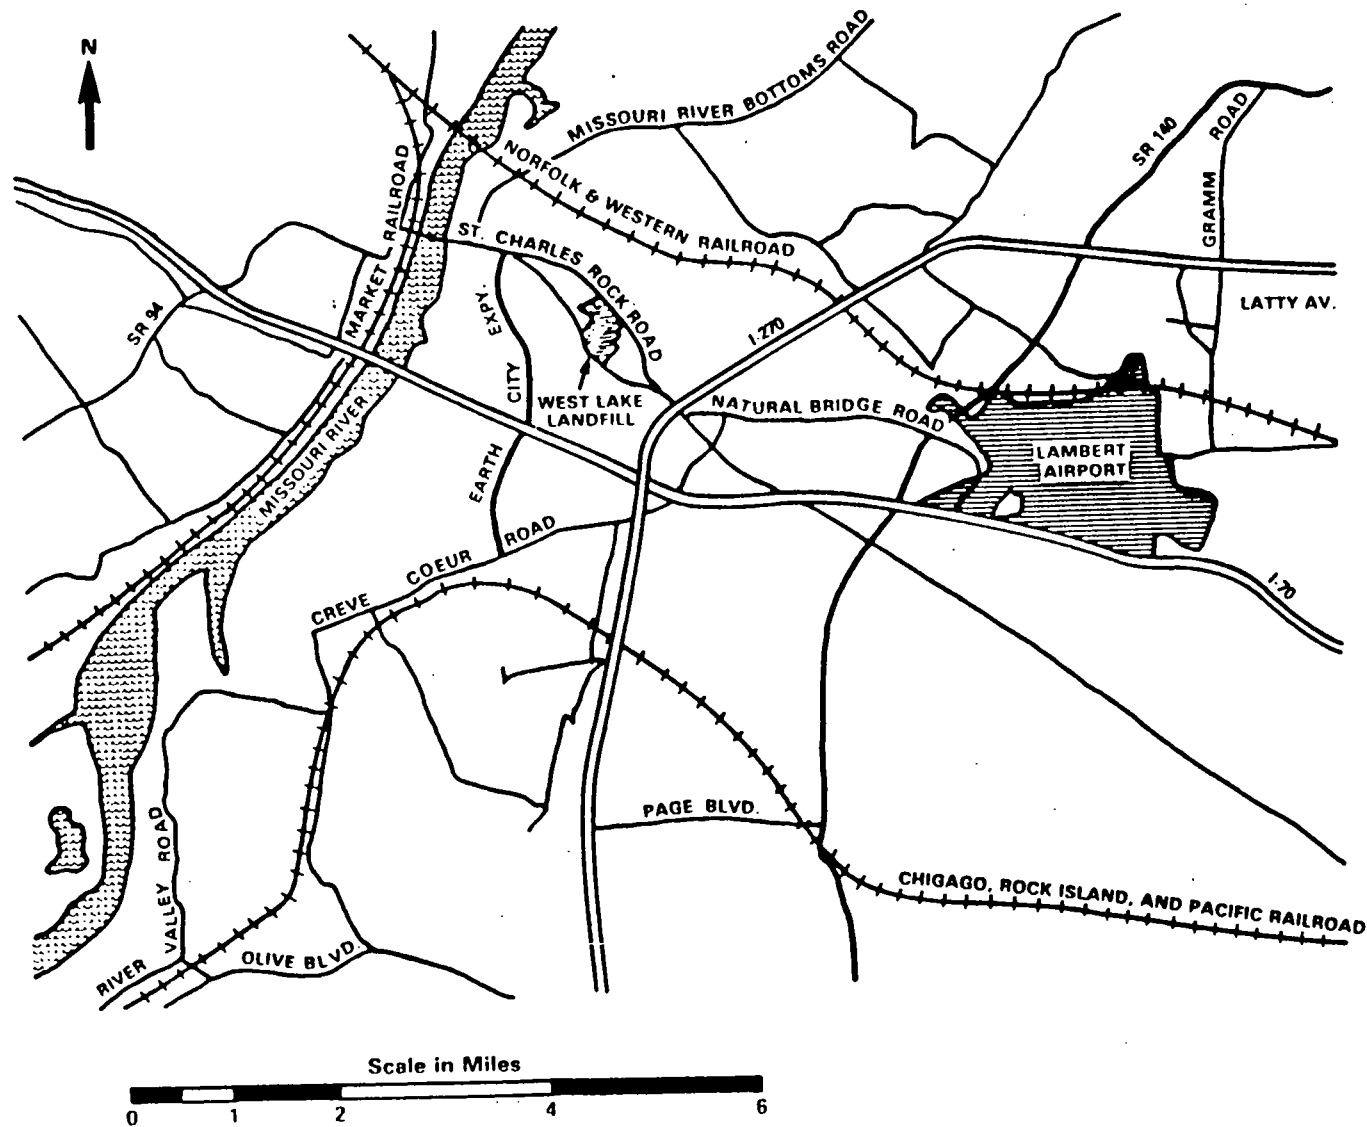 N
MISSOURI RIVER BOTTOMS ROAD
SR 140
GRAMM ROAD
NORFOLK & WESTERN RAILROAD
MARKET RAILROAD
ST. CHARLES ROCK ROAD
SR 94
EARTH CITY EXPY.
I-270
LATTY AV.
WEST LAKE
LANDFILL
NATURAL BRIDGE ROAD
LAMBERT
AIRPORT
MISSOURI RIVER
CREVE COEUR ROAD
I-70
PAGE BLVD.
RIVER VALLEY ROAD
CHIGAGO, ROCK ISLAND, AND PACIFIC RAILROAD
OLIVE BLVD.
Scale in Miles
0 1 2 4 6